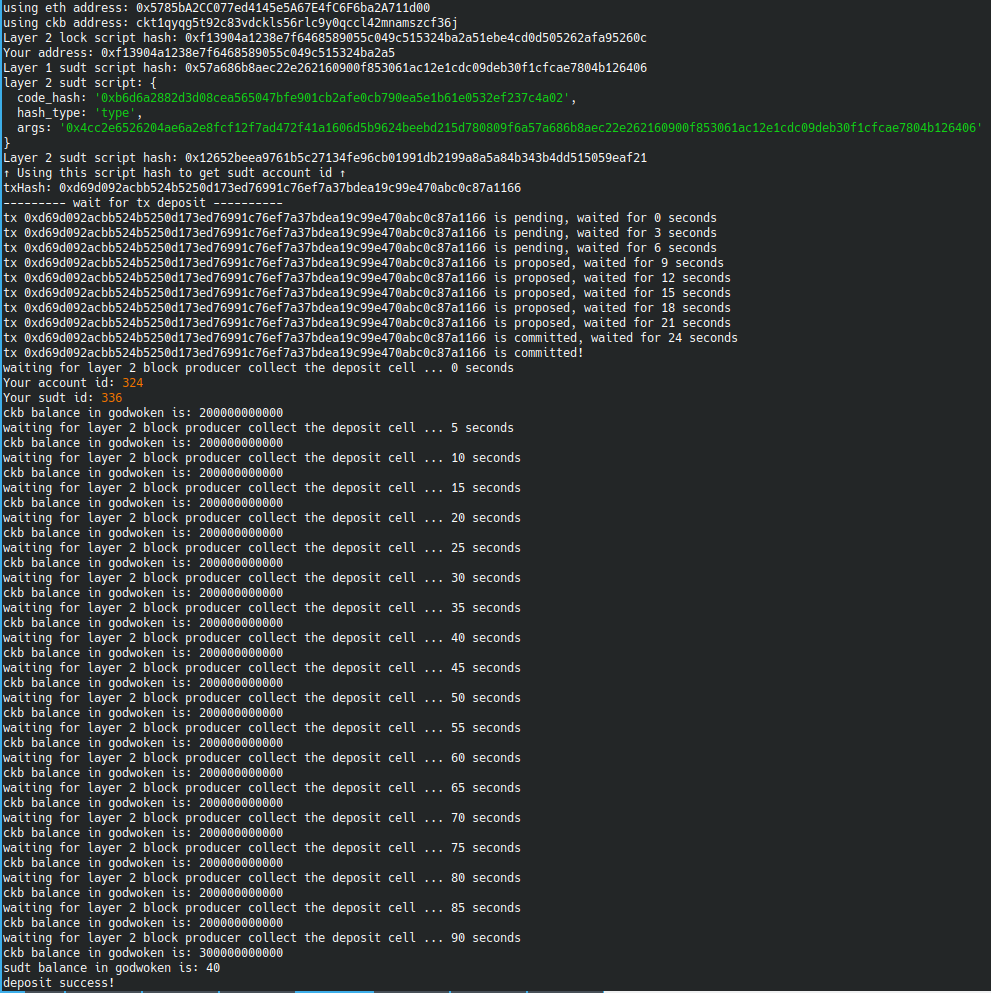 using eth address: 0x5785bA2CC077ed4145e5A67E4fC6F6ba2A711d00
using ckb address: ckt1qyqg5t92c83vdckls56rlc9y0qccl42mnamszcf36j
Layer 2 lock script hash: 0xf13904a1238e7f6468589055c049c515324ba2a51ebe4cd0d505262afa95260c
Your address: 0xf13904a1238e7f6468589055c049c515324ba2a5
Layer 1 sudt script hash: 0x57a686b8aec22e262160900f853061ac12e1cdc09deb30f1cfcae7804b126406
layer 2 sudt script: {
  code_hash: '0xb6d6a2882d3d08cea565047bfe901cb2afe0cb790ea5e1b61e0532ef237c4a02',
  hash_type: 'type',
  args: '0x4cc2e6526204ae6a2e8fcf12f7ad472f41a1606d5b9624beebd215d780809f6a57a686b8aec22e262160900f853061ac12e1cdc09deb30f1cfcae7804b126406'
}
Layer 2 sudt script hash: 0x12652beea9761b5c27134fe96cb01991db2199a8a5a84b343b4dd515059eaf21
↑ Using this script hash to get sudt account id ↑
txHash: 0xd69d092acbb524b5250d173ed76991c76ef7a37bdea19c99e470abc0c87a1166
--------- wait for tx deposit ----------
tx 0xd69d092acbb524b5250d173ed76991c76ef7a37bdea19c99e470abc0c87a1166 is pending, waited for 0 seconds
tx 0xd69d092acbb524b5250d173ed76991c76ef7a37bdea19c99e470abc0c87a1166 is pending, waited for 3 seconds
tx 0xd69d092acbb524b5250d173ed76991c76ef7a37bdea19c99e470abc0c87a1166 is pending, waited for 6 seconds
tx 0xd69d092acbb524b5250d173ed76991c76ef7a37bdea19c99e470abc0c87a1166 is proposed, waited for 9 seconds
tx 0xd69d092acbb524b5250d173ed76991c76ef7a37bdea19c99e470abc0c87a1166 is proposed, waited for 12 seconds
tx 0xd69d092acbb524b5250d173ed76991c76ef7a37bdea19c99e470abc0c87a1166 is proposed, waited for 15 seconds
tx 0xd69d092acbb524b5250d173ed76991c76ef7a37bdea19c99e470abc0c87a1166 is proposed, waited for 18 seconds
tx 0xd69d092acbb524b5250d173ed76991c76ef7a37bdea19c99e470abc0c87a1166 is proposed, waited for 21 seconds
tx 0xd69d092acbb524b5250d173ed76991c76ef7a37bdea19c99e470abc0c87a1166 is committed, waited for 24 seconds
tx 0xd69d092acbb524b5250d173ed76991c76ef7a37bdea19c99e470abc0c87a1166 is committed!
waiting for layer 2 block producer collect the deposit cell ... 0 seconds
Your account id: 324
Your sudt id: 336
ckb balance in godwoken is: 200000000000
waiting for layer 2 block producer collect the deposit cell ... 5 seconds
ckb balance in godwoken is: 200000000000
waiting for layer 2 block producer collect the deposit cell ... 10 seconds
ckb balance in godwoken is: 200000000000
waiting for layer 2 block producer collect the deposit cell ... 15 seconds
ckb balance in godwoken is: 200000000000
waiting for layer 2 block producer collect the deposit cell ... 20 seconds
ckb balance in godwoken is: 200000000000
waiting for layer 2 block producer collect the deposit cell ... 25 seconds
ckb balance in godwoken is: 200000000000
waiting for layer 2 block producer collect the deposit cell ... 30 seconds
ckb balance in godwoken is: 200000000000
waiting for layer 2 block producer collect the deposit cell ... 35 seconds
ckb balance in godwoken is: 200000000000
waiting for layer 2 block producer collect the deposit cell ... 40 seconds
ckb balance in godwoken is: 200000000000
waiting for layer 2 block producer collect the deposit cell ... 45 seconds
ckb balance in godwoken is: 200000000000
waiting for layer 2 block producer collect the deposit cell ... 50 seconds
ckb balance in godwoken is: 200000000000
waiting for layer 2 block producer collect the deposit cell ... 55 seconds
ckb balance in godwoken is: 200000000000
waiting for layer 2 block producer collect the deposit cell ... 60 seconds
ckb balance in godwoken is: 200000000000
waiting for layer 2 block producer collect the deposit cell ... 65 seconds
ckb balance in godwoken is: 200000000000
waiting for layer 2 block producer collect the deposit cell ... 70 seconds
ckb balance in godwoken is: 200000000000
waiting for layer 2 block producer collect the deposit cell ... 75 seconds
ckb balance in godwoken is: 200000000000
waiting for layer 2 block producer collect the deposit cell ... 80 seconds
ckb balance in godwoken is: 200000000000
waiting for layer 2 block producer collect the deposit cell ... 85 seconds
ckb balance in godwoken is: 200000000000
waiting for layer 2 block producer collect the deposit cell ... 90 seconds
ckb balance in godwoken is: 300000000000
sudt balance in godwoken is: 40
deposit success!